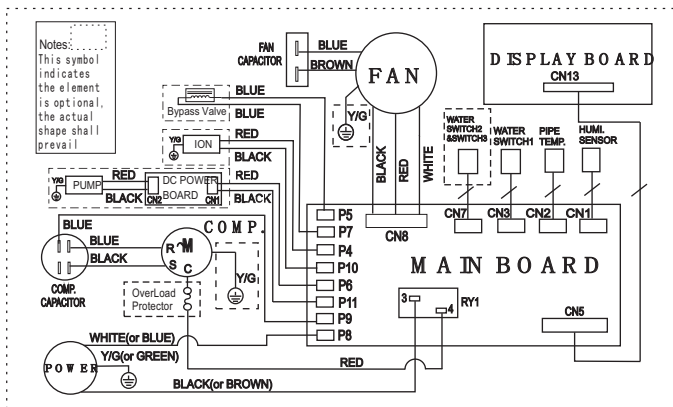 Notes:
This symbol
indicates
the element
is optional,
the actual
shape shall
prevail
FAN
CAPACITOR
BLUE
BROWN
FAN
Y/G
BLACK
RED
WHITE
DISPLAY BOARD
CN13
Bypass Valve
BLUE
BLUE
Y/G
ION
RED
BLACK
Y/G
PUMP
RED
BLACK
CN2
DC POWER
BOARD
CN1
RED
BLACK
WATER
SWITCH2
&SWITCH3
WATER
SWITCH1
PIPE
TEMP.
HUMI.
SENSOR
CN7
CN3
CN2
CN1
P5
P7
P4
P10
P6
P11
P9
P8
CN8
MAIN BOARD
3
4
RY1
CN5
BLUE
BLUE
BLACK
COMP.
CAPACITOR
COMP.
R
M
S
C
Y/G
OverLoad
Protector
WHITE(or BLUE)
Y/G(or GREEN)
POWER
BLACK(or BROWN)
RED